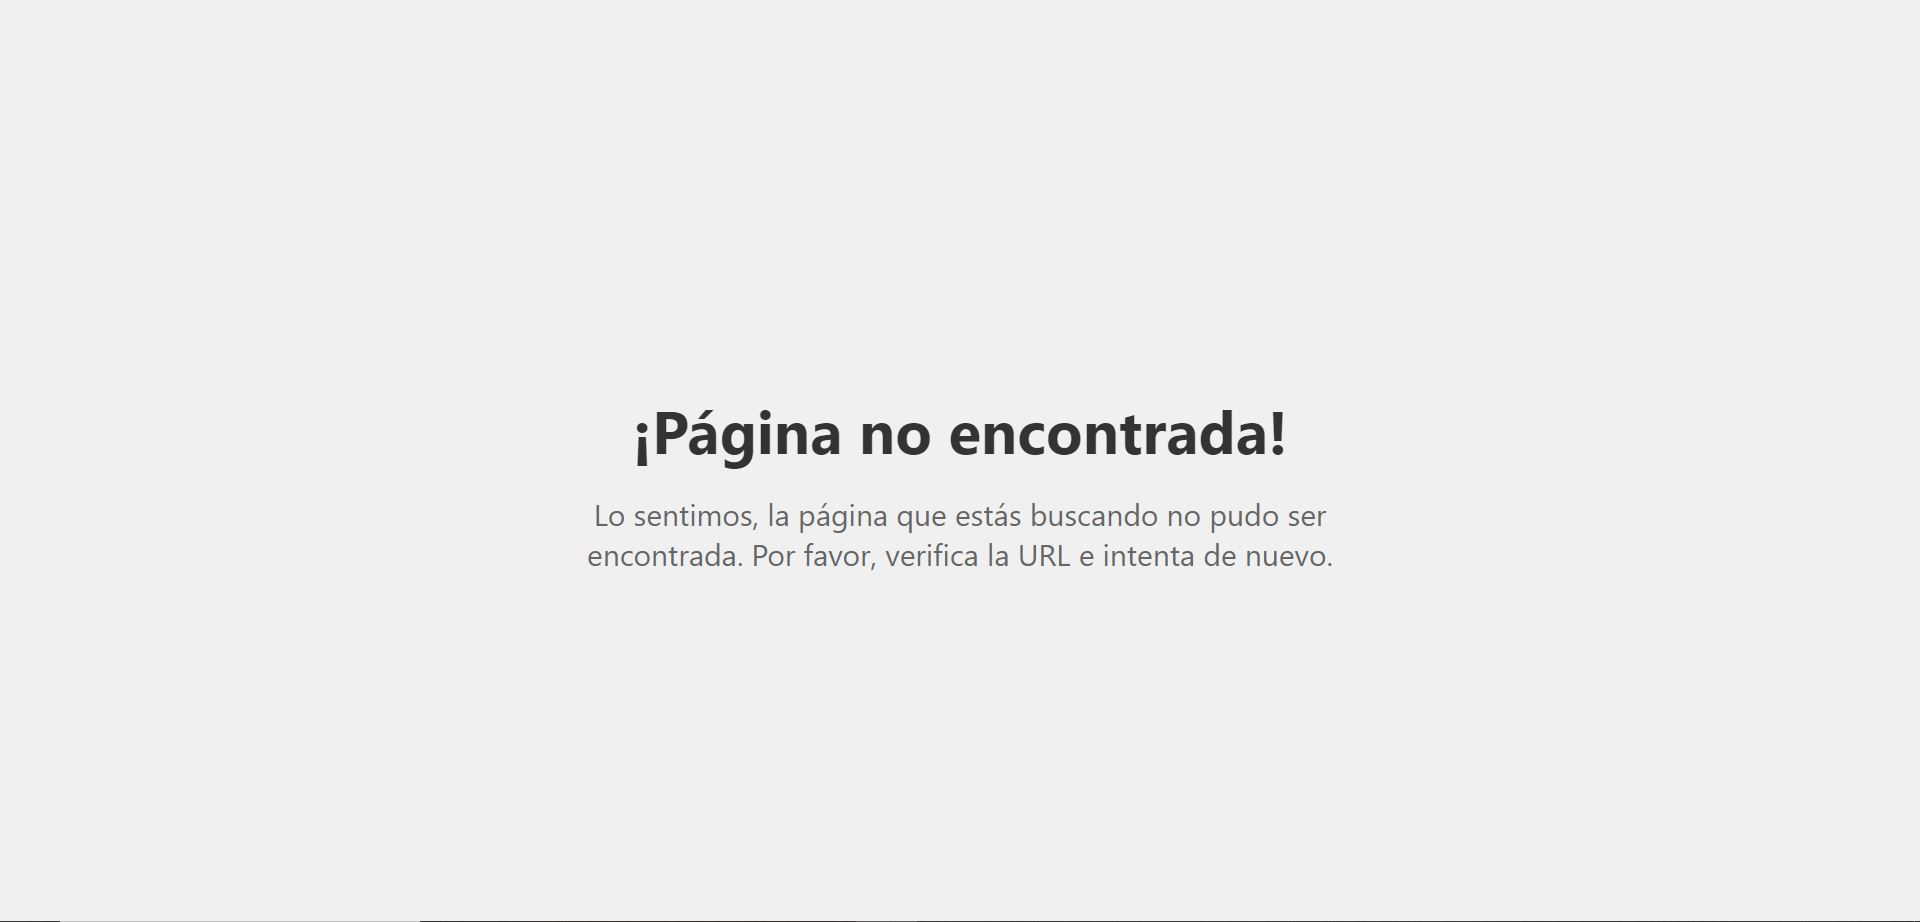 ¡Página no encontrada!
Lo sentimos, la página que estás buscando no pudo ser
encontrada. Por favor, verifica la URL e intenta de nuevo.